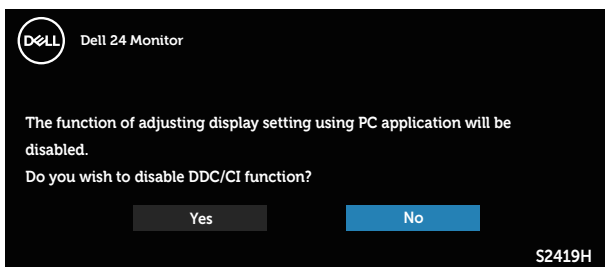 DELL
Dell 24 Monitor
The function of adjusting display setting using PC application will be
disabled.
Do you wish to disable DDC/CI function?
Yes No
S2419H